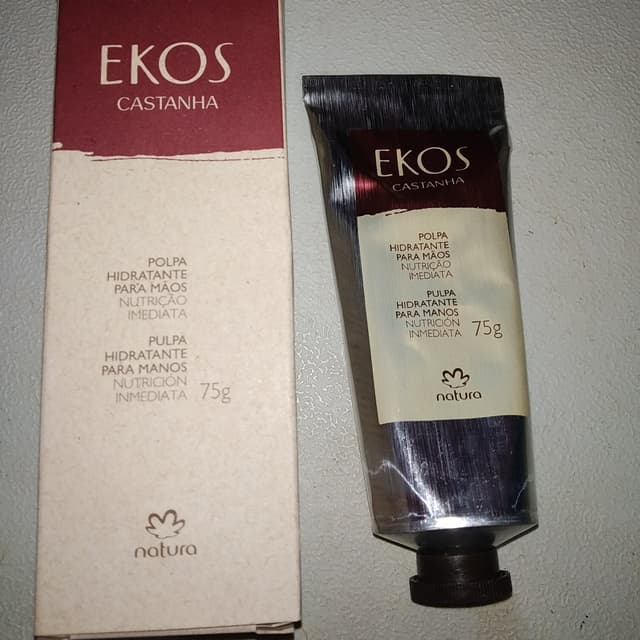 EKOS
CASTANHA
POLPA
HIDRATANTE
PARA MÃOS
NUTRIÇÃO
IMEDIATA
PULPA
HIDRATANTE
PARA MANOS
NUTRICIÓN
INMEDIATA 75g
natura
EKOS
CASTANHA
POLPA
HIDRATANTE
PARA MÃOS
NUTRIÇÃO
IMEDIATA
PULPA
HIDRATANTE
PARA MANOS
NUTRICIÓN
INMEDIATA 75g
natura